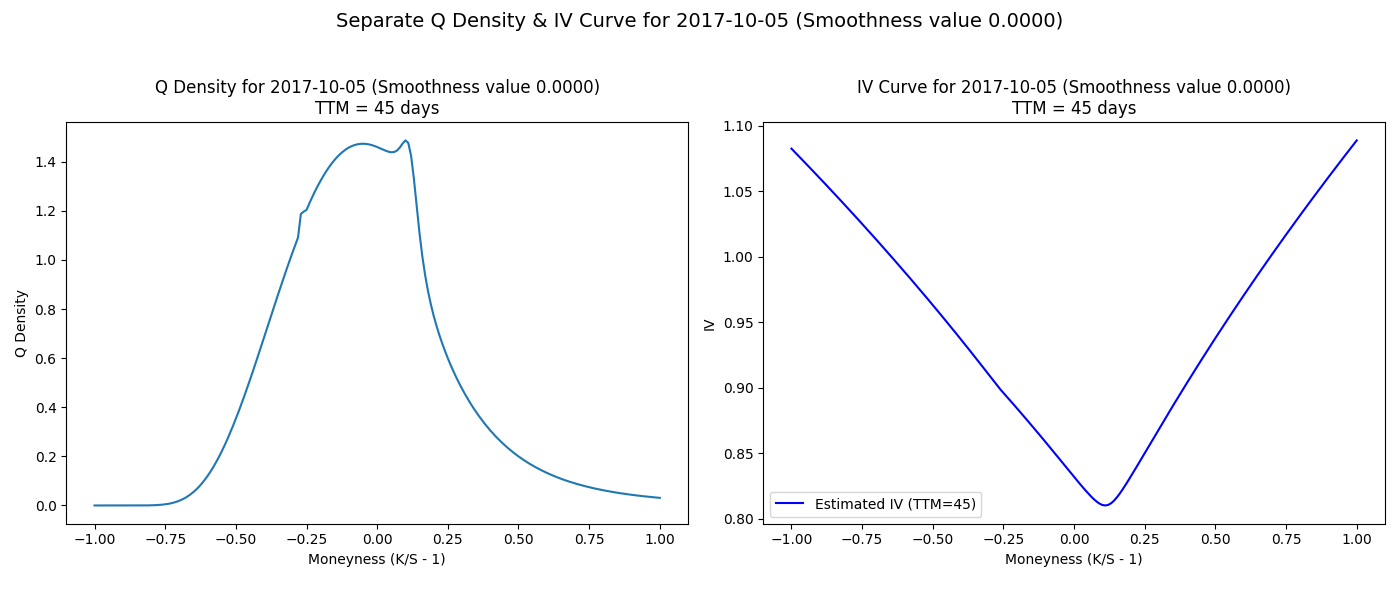 Separate Q Density & IV Curve for 2017-10-05 (Smoothness value 0.0000)
Q Density for 2017-10-05 (Smoothness value 0.0000)
TTM = 45 days
1.4
1.2
1.0
0.8
0.6
0.4
0.2
0.0
Q Density
−1.00 −0.75 −0.50 −0.25 0.00 0.25 0.50 0.75 1.00
Moneyness (K/S - 1)
IV Curve for 2017-10-05 (Smoothness value 0.0000)
TTM = 45 days
1.10
1.05
1.00
0.95
0.90
0.85
0.80
IV
Estimated IV (TTM=45)
−1.00 −0.75 −0.50 −0.25 0.00 0.25 0.50 0.75 1.00
Moneyness (K/S - 1)